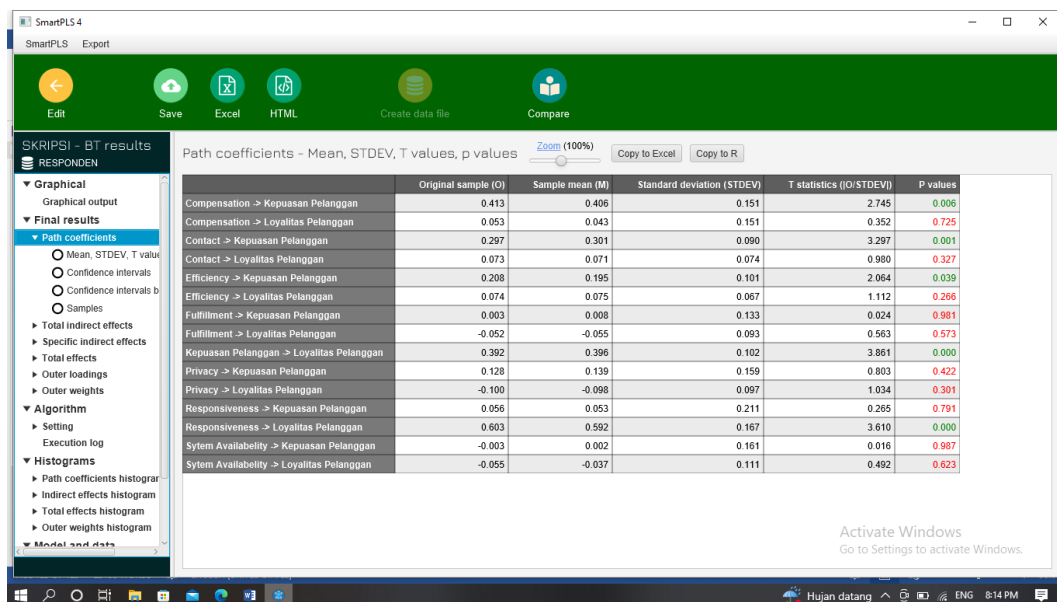 SmartPLS 4
SmartPLS Export
Edit Save Excel HTML Create data file Compare
SKRIPSI - BT results
RESPONDEN
▼ Graphical
Graphical output
▼ Final results
▼ Path coefficients
Mean, STDEV, T value
Confidence intervals
Confidence intervals b
Samples
▶ Total indirect effects
▶ Specific indirect effects
▶ Total effects
▶ Outer loadings
▶ Outer weights
▼ Algorithm
▶ Setting
Execution log
▼ Histograms
▶ Path coefficients histogran
▶ Indirect effects histogram
▶ Total effects histogram
▶ Outer weights histogram
▼ Model and data
Path coefficients - Mean, STDEV, T values, p values Zoom (100%) Copy to Excel Copy to R
Original sample (O) Sample mean (M) Standard deviation (STDEV) T statistics (|O/STDEV|) P values
Compensation -> Kepuasan Pelanggan 0.413 0.406 0.151 2.745 0.006
Compensation -> Loyalitas Pelanggan 0.053 0.043 0.151 0.352 0.725
Contact -> Kepuasan Pelanggan 0.297 0.301 0.090 3.297 0.001
Contact -> Loyalitas Pelanggan 0.073 0.071 0.074 0.980 0.327
Efficiency -> Kepuasan Pelanggan 0.208 0.195 0.101 2.064 0.039
Efficiency -> Loyalitas Pelanggan 0.074 0.075 0.067 1.112 0.266
Fulfillment -> Kepuasan Pelanggan 0.003 0.008 0.133 0.024 0.981
Fulfillment -> Loyalitas Pelanggan -0.052 -0.055 0.093 0.563 0.573
Kepuasan Pelanggan -> Loyalitas Pelanggan 0.392 0.396 0.102 3.861 0.000
Privacy -> Kepuasan Pelanggan 0.128 0.139 0.159 0.803 0.422
Privacy -> Loyalitas Pelanggan -0.100 -0.098 0.097 1.034 0.301
Responsiveness -> Kepuasan Pelanggan 0.056 0.053 0.211 0.265 0.791
Responsiveness -> Loyalitas Pelanggan 0.603 0.592 0.167 3.610 0.000
Sytem Availabelity -> Kepuasan Pelanggan -0.003 0.002 0.161 0.016 0.987
Sytem Availabelity -> Loyalitas Pelanggan -0.055 -0.037 0.111 0.492 0.623
Activate Windows
Go to Settings to activate Windows.
Hujan datang ENG 8:14 PM